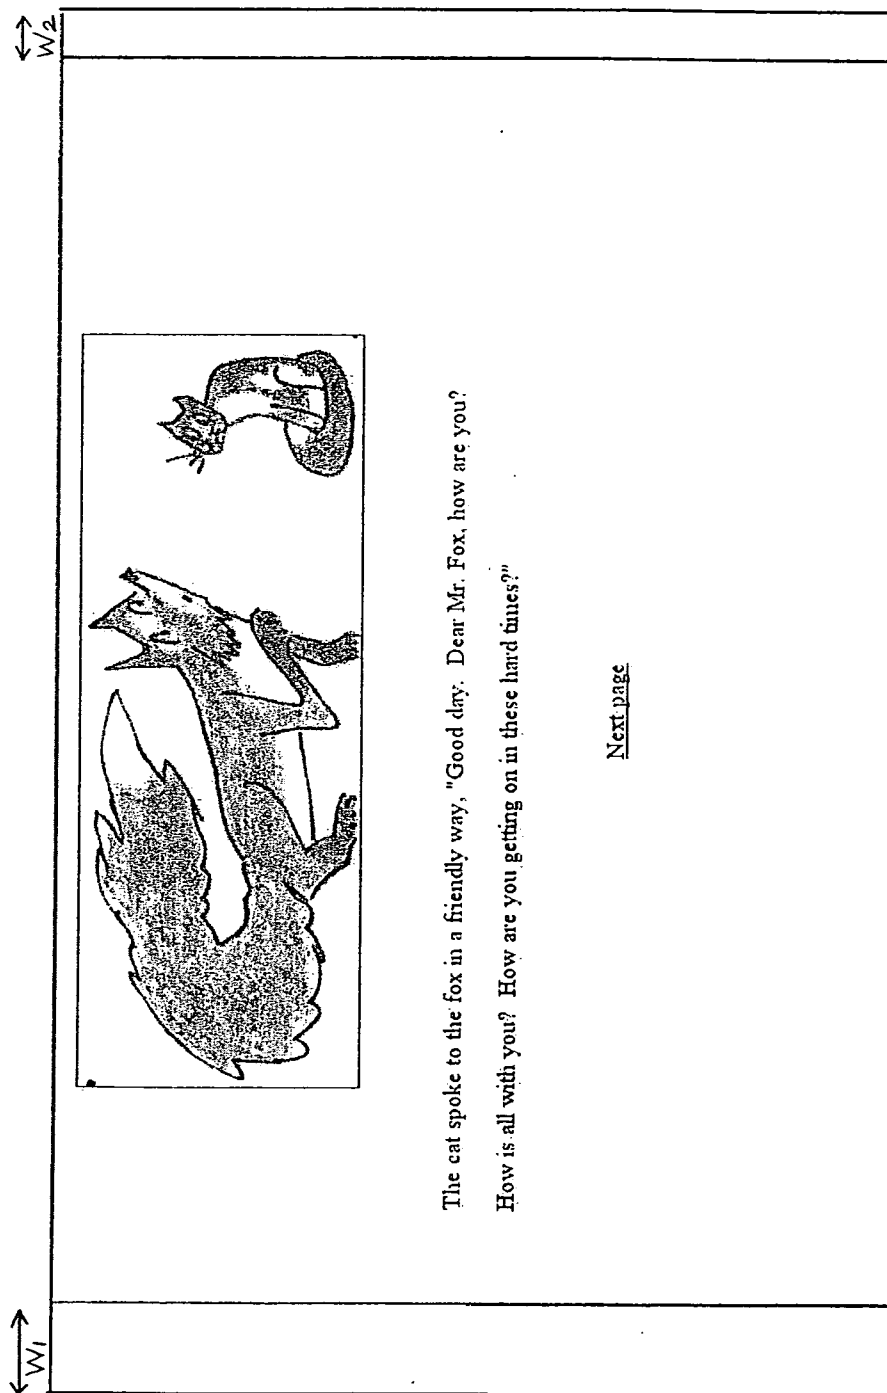 W1 W2
The cat spoke to the fox in a friendly way, "Good day. Dear Mr. Fox, how are you?
How is all with you? How are you getting on in these hard times?"
Next page